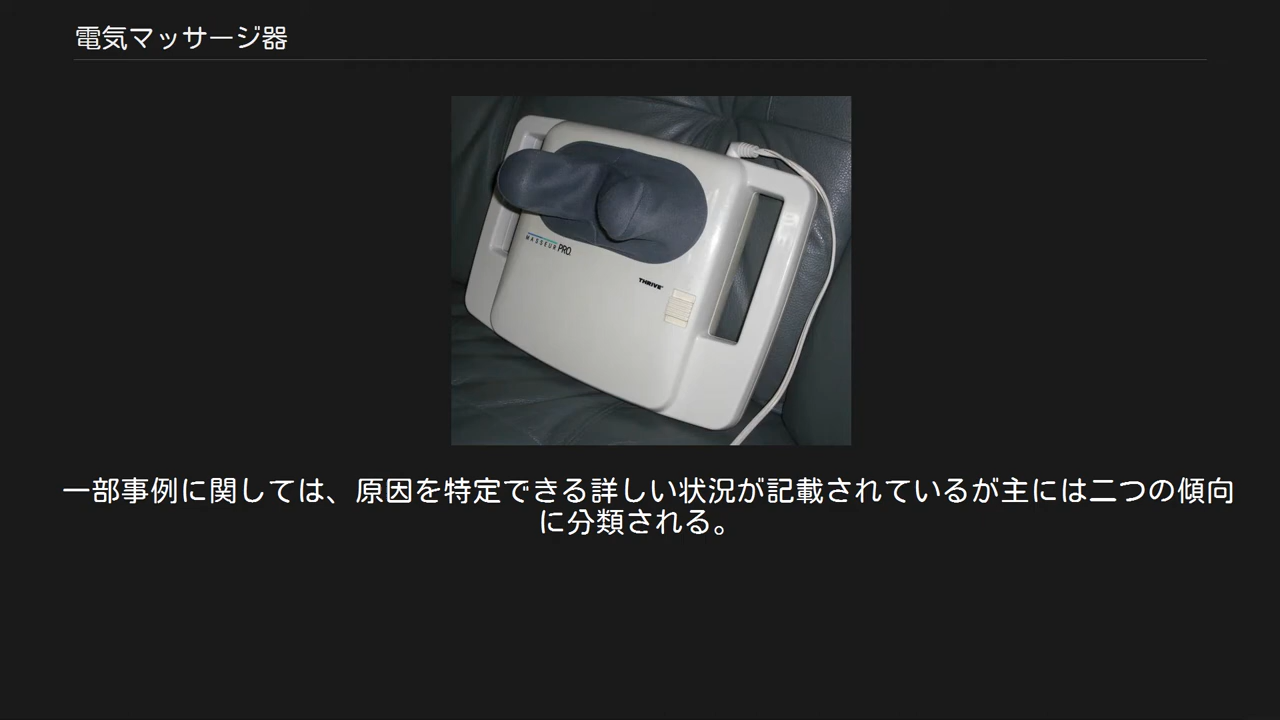 電気マッサージ器
MASSEUR PRO.
THRIVE
一部事例に関しては、原因を特定できる詳しい状況が記載されているが主には二つの傾向
に分類される。